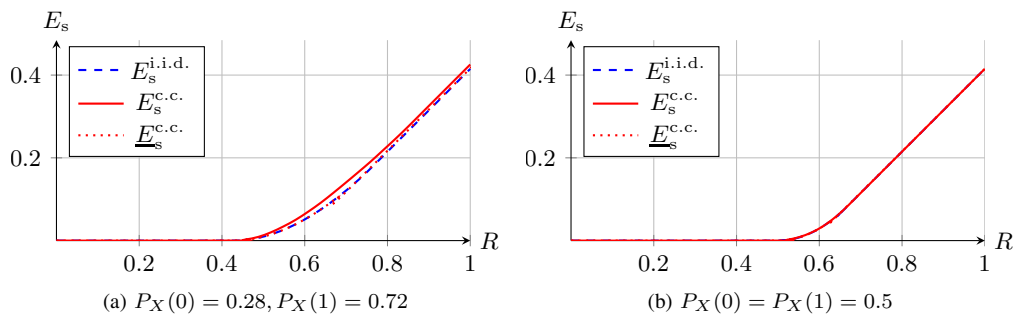 E_s
E_s^{i.i.d.}
E_s^{c.c.}
\underline{E}_s^{c.c.}
0.4
0.2
0.2 0.4 0.6 0.8 1
R
(a) P_X(0) = 0.28, P_X(1) = 0.72
E_s
E_s^{i.i.d.}
E_s^{c.c.}
\underline{E}_s^{c.c.}
0.4
0.2
0.2 0.4 0.6 0.8 1
R
(b) P_X(0) = P_X(1) = 0.5